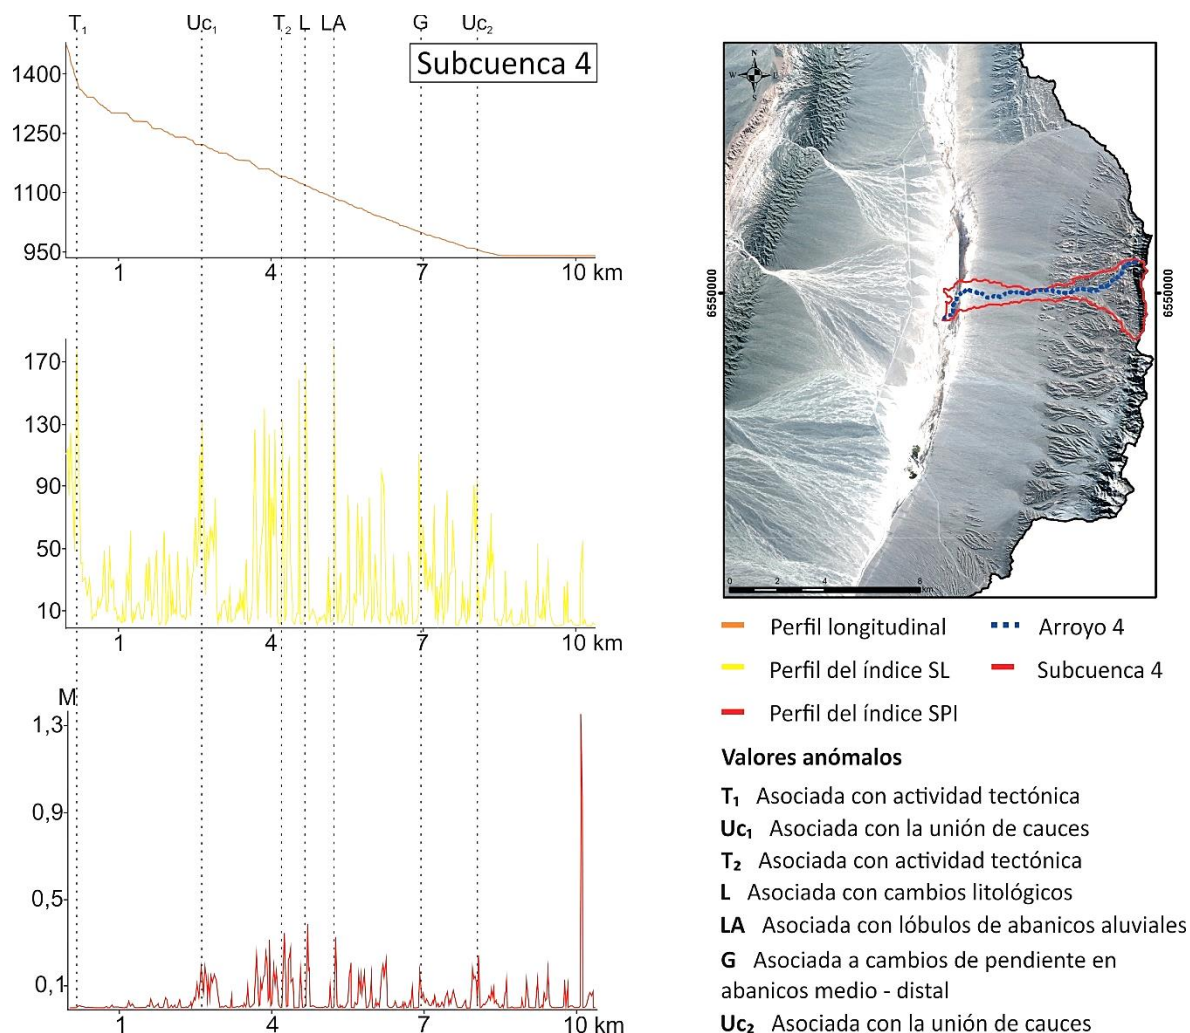 T₁ Uc₁ T₂ L LA G Uc₂
Subcuenca 4
1400
1250
1100
950
1 4 7 10 km
170
130
90
50
10
1 4 7 10 km
M
1,3
0,9
0,5
0,1
1 4 7 10 km
N
S
6550000
6550000
0 2 4 8
km
Perfil longitudinal
Arroyo 4
Perfil del índice SL
Subcuenca 4
Perfil del índice SPI
Valores anómalos
T₁ Asociada con actividad tectónica
Uc₁ Asociada con la unión de cauces
T₂ Asociada con actividad tectónica
L Asociada con cambios litológicos
LA Asociada con lóbulos de abanicos aluviales
G Asociada a cambios de pendiente en
abanicos medio - distal
Uc₂ Asociada con la unión de cauces